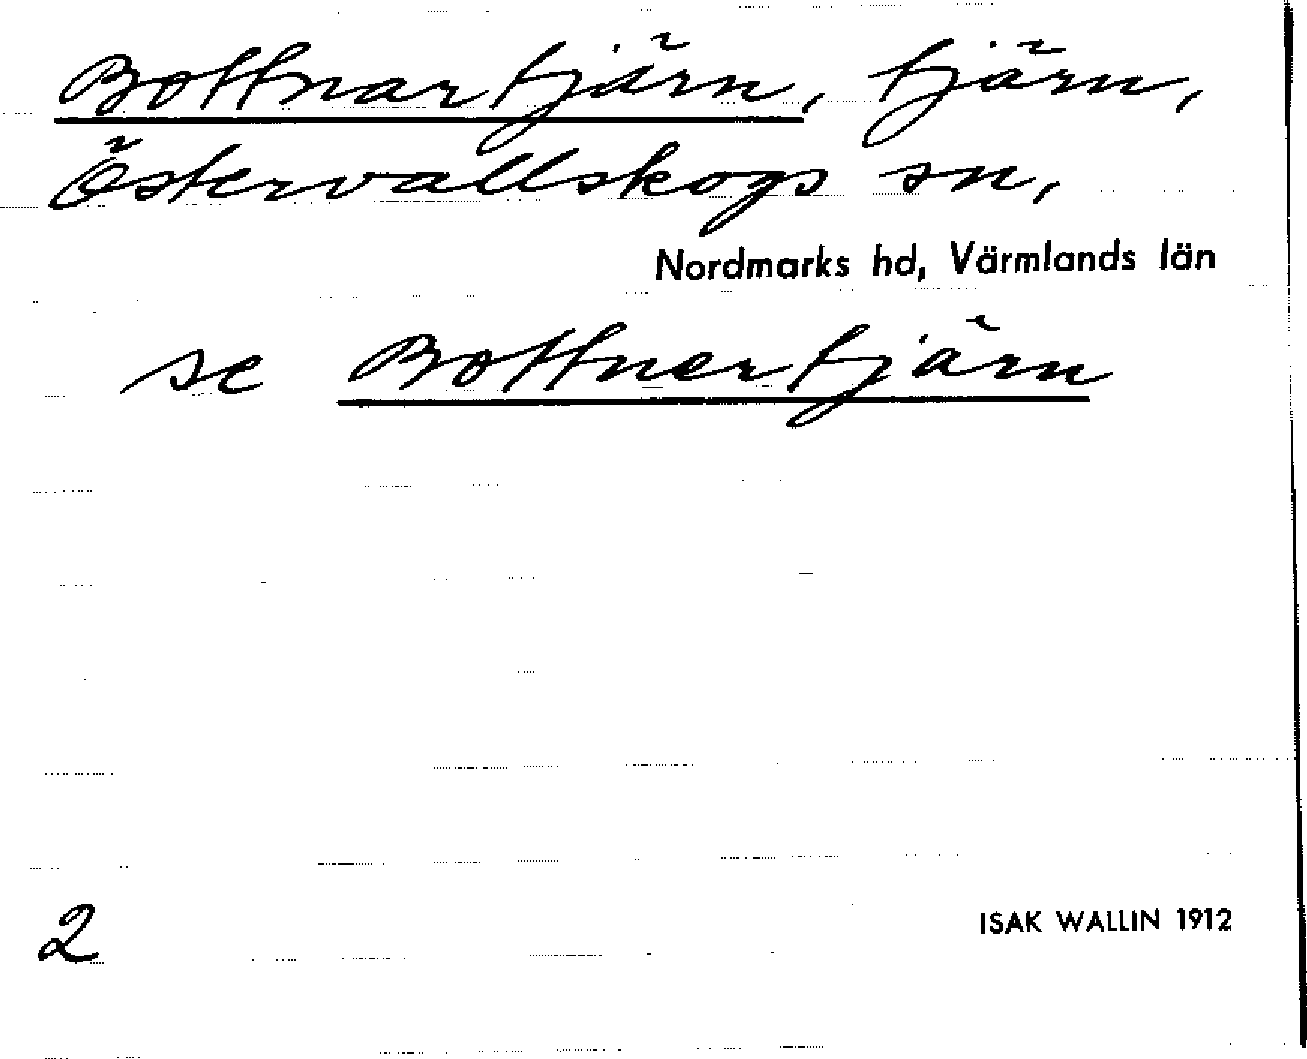 Bottnartjärn, tjärn,
Östervallskogs sn,
Nordmarks hd, Värmlands län
se Bottnertjärn
2
ISAK WALLIN 1912